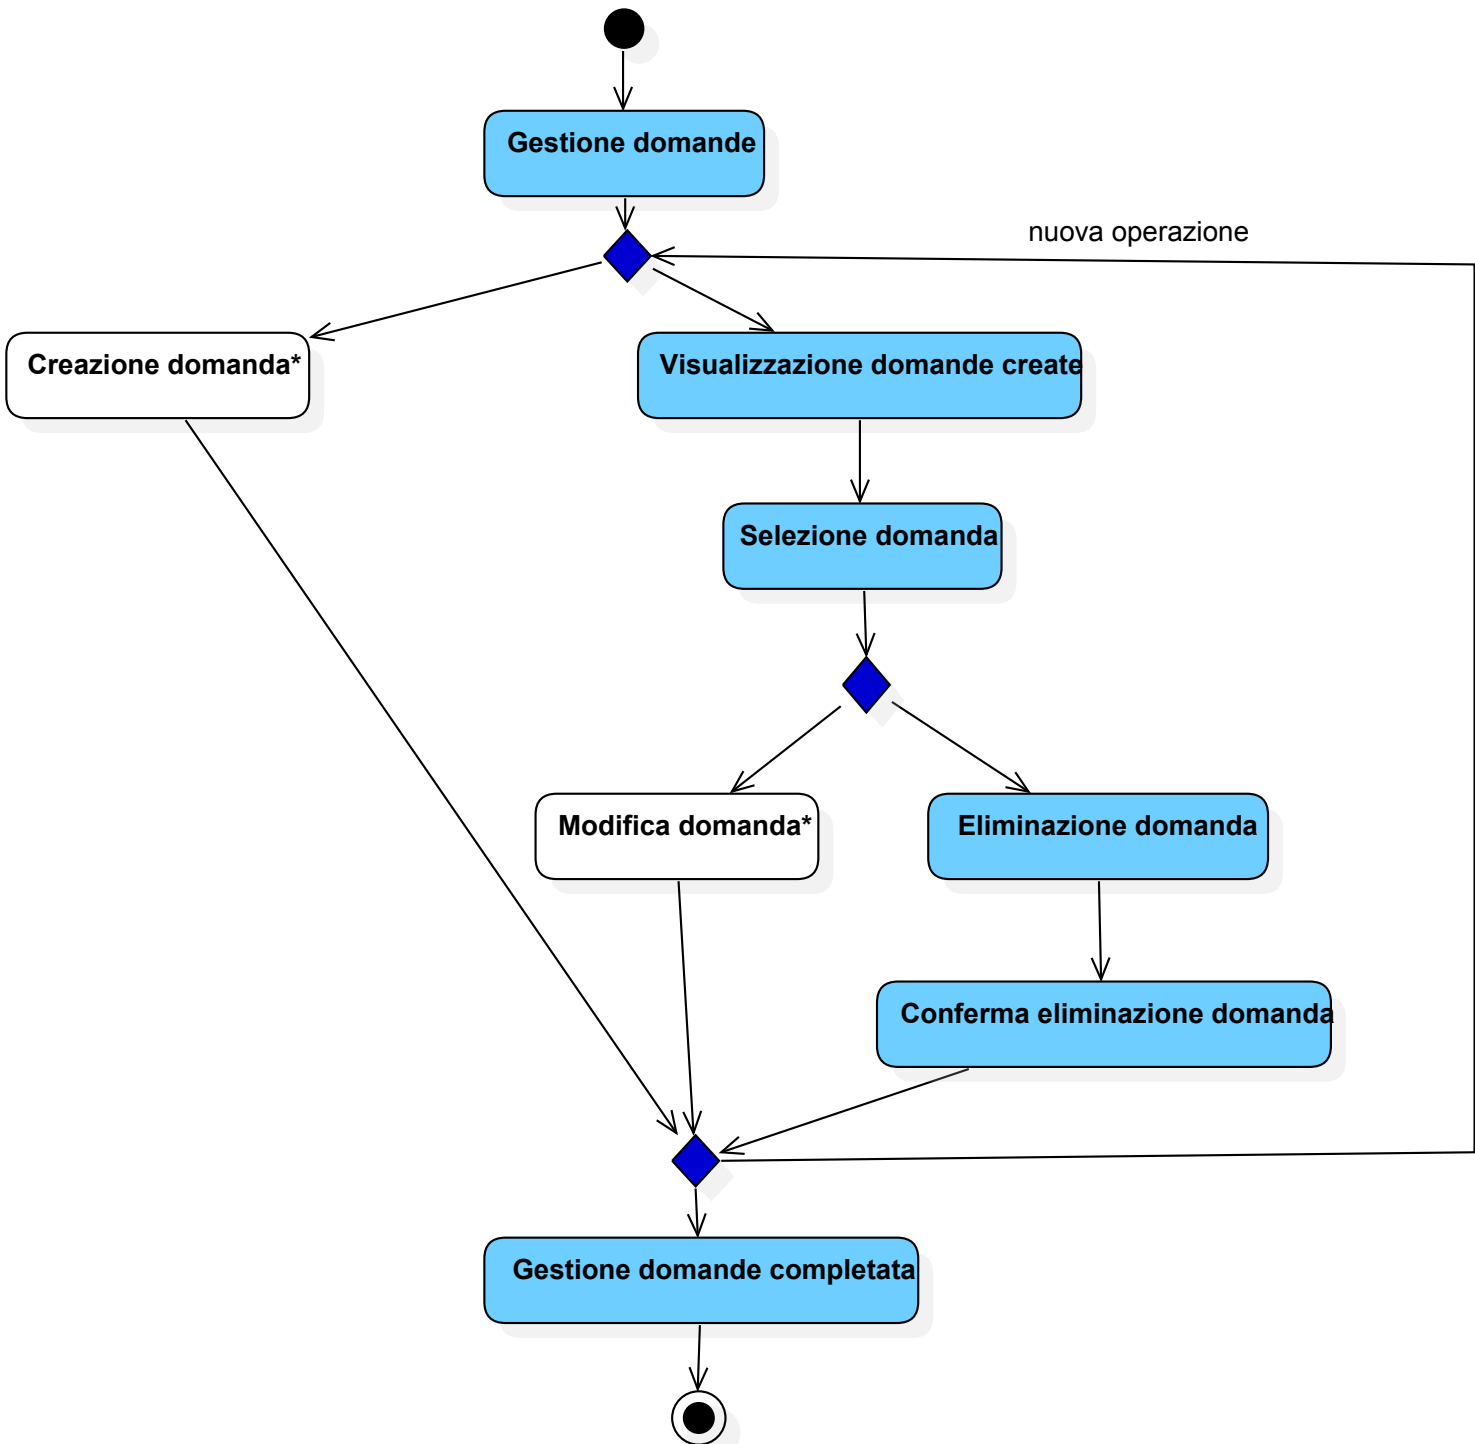 Gestione domande
nuova operazione
Creazione domanda*
Visualizzazione domande create
Selezione domanda
Modifica domanda*
Eliminazione domanda
Conferma eliminazione domanda
Gestione domande completata